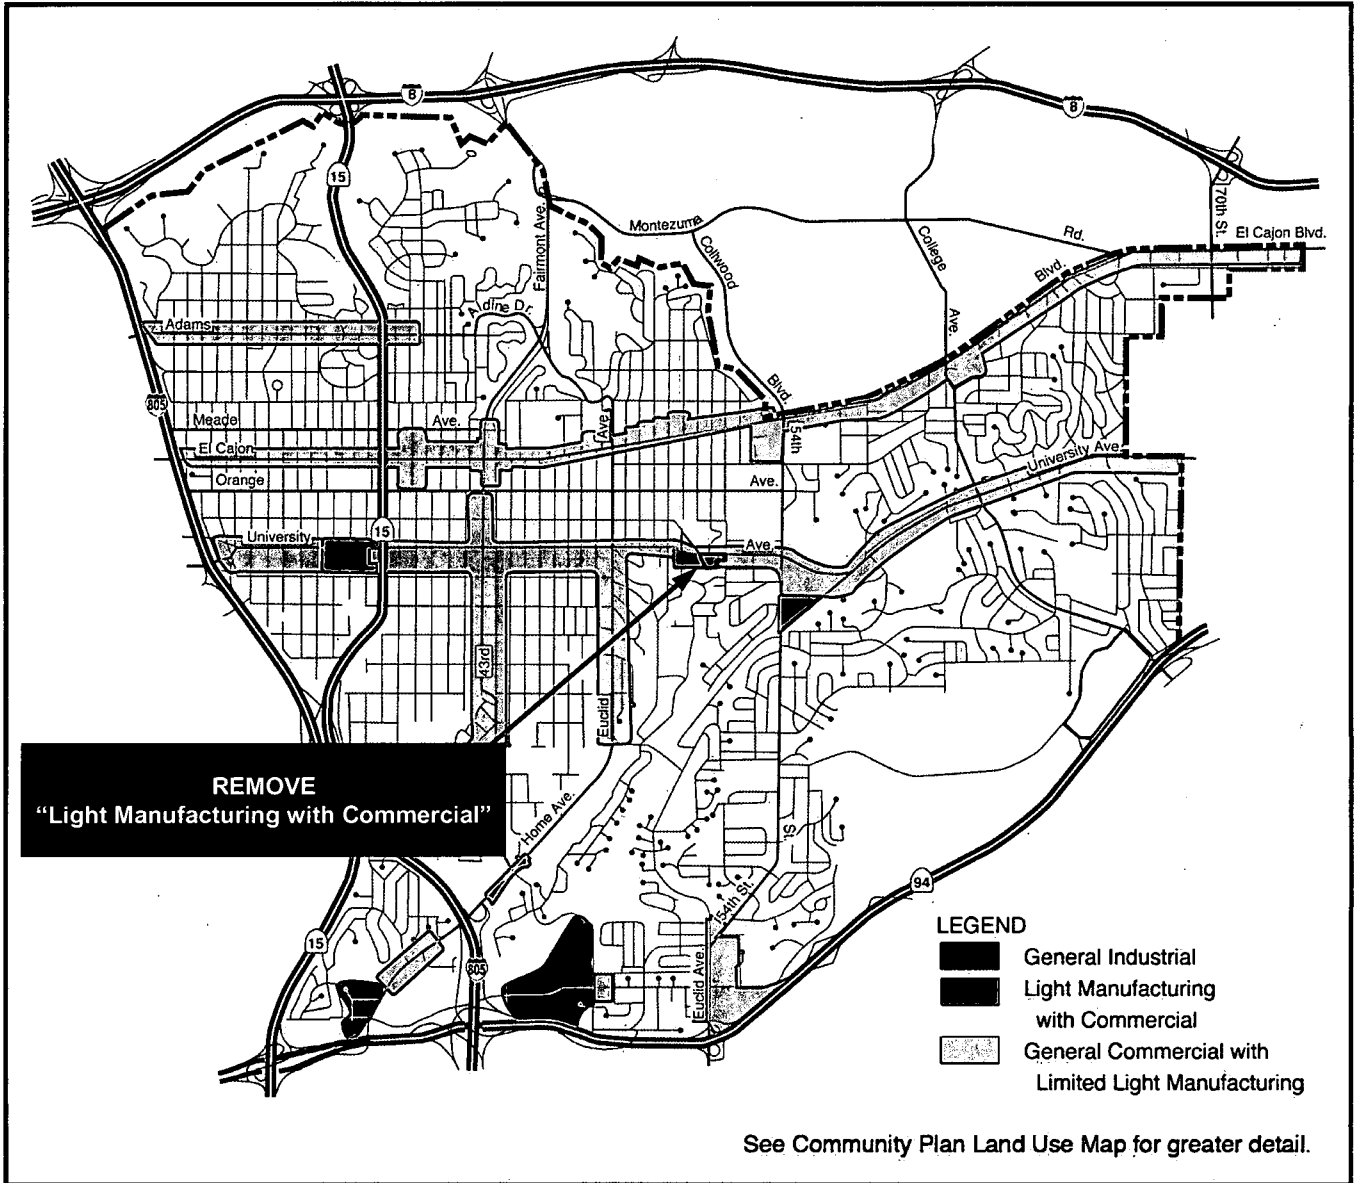 8
8
15
70th St.
Montezuma
Rd.
El Cajon Blvd.
Fairmont Ave.
Collwood
College
Blvd.
Aldine Dr.
Adams
Ave.
Blvd.
805
Meade
Ave.
Ave.
54th
El Cajon
University Ave.
Orange
Ave.
15
University
Ave.
43rd
Euclid
REMOVE
“Light Manufacturing with Commercial”
Home Ave.
St.
54th St.
94
15
805
Euclid Ave.
LEGEND
General Industrial
Light Manufacturing
with Commercial
General Commercial with
Limited Light Manufacturing
See Community Plan Land Use Map for greater detail.